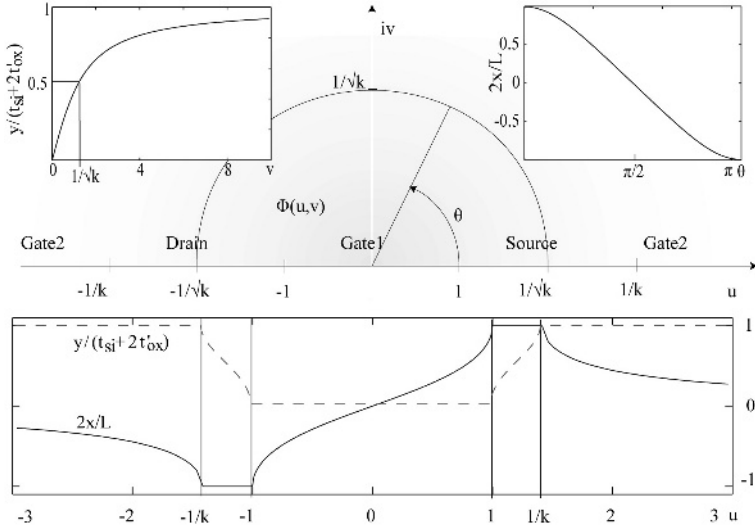 y/(tsi+2t'ox)
0.5
0
1/√k
4
8
v
iv
1/√k
2x/L
0.5
0
-0.5
π/2
π
θ
Φ(u,v)
θ
Gate2
Drain
Gate1
Source
Gate2
-1/k
-1/√k
-1
1
1/√k
1/k
u
y/(tsi+2t'ox)
2x/L
1
0
-1
-3
-2
-1/k
-1
0
1
1/k
2
3
u